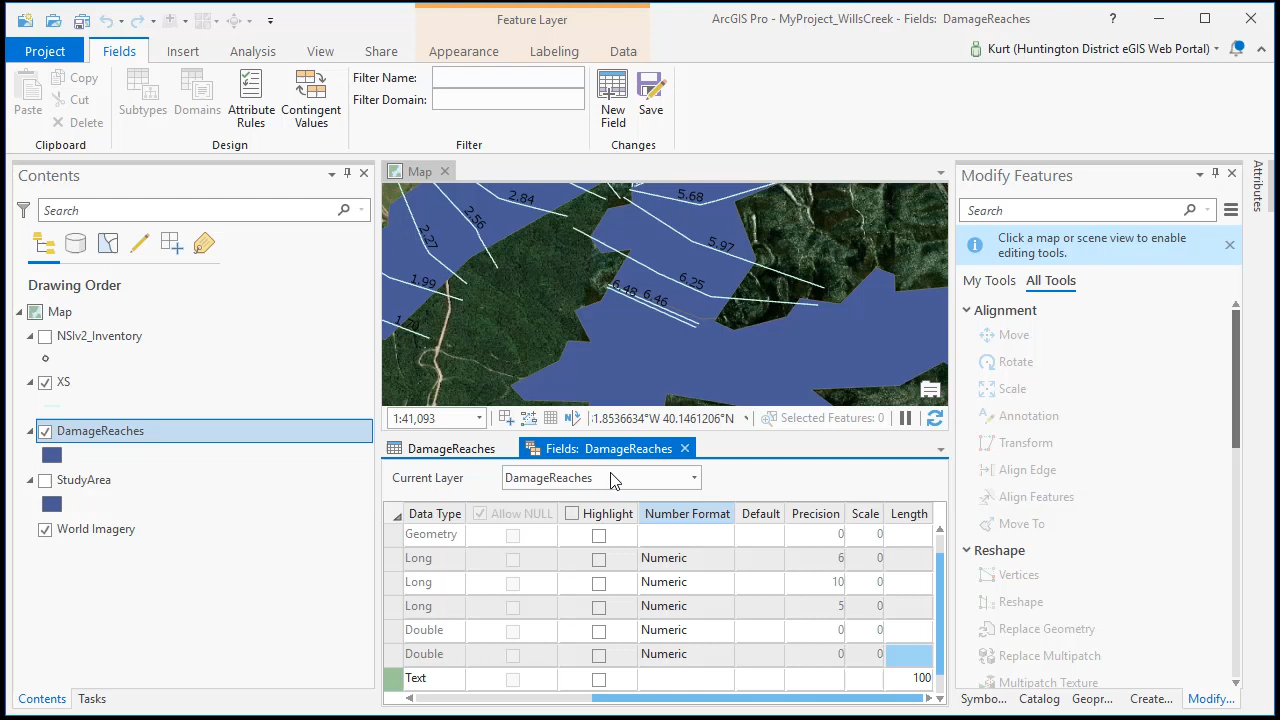 Feature Layer
ArcGIS Pro - MyProject_WillsCreek - Fields: DamageReaches
?
Project Fields Insert Analysis View Share Appearance Labeling Data
Kurt (Huntington District eGIS Web Portal)
Paste
Copy
Cut
Delete
Clipboard
Subtypes Domains Attribute Rules Contingent Values
Design
Filter Name:
Filter Domain:
Filter
New Field Save
Changes
Contents
Search
Drawing Order
Map
NSIv2_Inventory
XS
DamageReaches
StudyArea
World Imagery
Contents Tasks
Map
2.84
2.56
2.27
1.99
1.70
5.68
5.97
6.25
6.48 6.46
1:41,093
1.8536634°W 40.1461206°N
Selected Features: 0
DamageReaches Fields: DamageReaches
Current Layer DamageReaches
Data Type Allow NULL Highlight Number Format Default Precision Scale Length
Geometry 0 0
Long Numeric 6 0
Long Numeric 10 0
Long Numeric 5 0
Double Numeric 0 0
Double Numeric 0 0
Text 100
Modify Features
Search
Click a map or scene view to enable
editing tools.
My Tools All Tools
Alignment
Move
Rotate
Scale
Annotation
Transform
Align Edge
Align Features
Move To
Reshape
Vertices
Reshape
Replace Geometry
Replace Multipatch
Multipatch Texture
Symbo... Catalog Geopr... Create... Modify...
Attributes